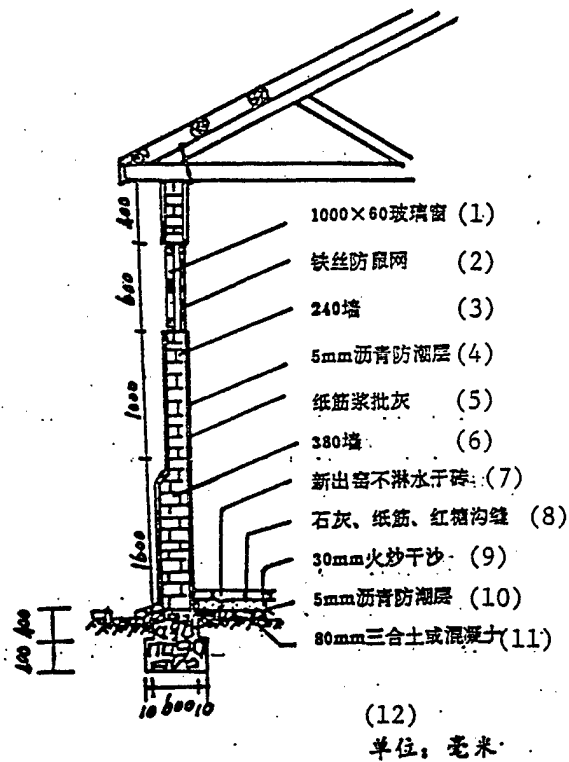 400
600
1000
1600
400
400
10 600 10
1000×60玻璃窗 (1)
铁丝防鼠网 (2)
240墙 (3)
5mm沥青防潮层 (4)
纸筋浆批灰 (5)
380墙 (6)
新出窑不淋水干砖 (7)
石灰、纸筋、红糖沟缝 (8)
30mm火炒干沙 (9)
5mm沥青防潮层 (10)
80mm三合土或混凝土 (11)
(12)
单位：毫米